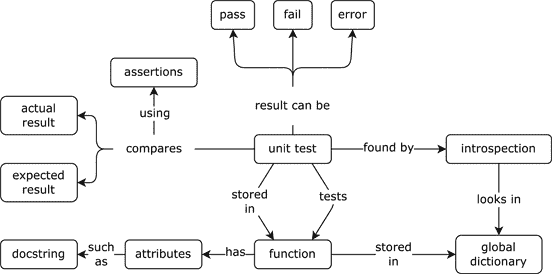 pass
fail
error
assertions
result can be
actual
result
using
compares
unit test
found by
introspection
expected
result
stored
in
tests
looks in
docstring
such
as
attributes
has
function
stored
in
global
dictionary